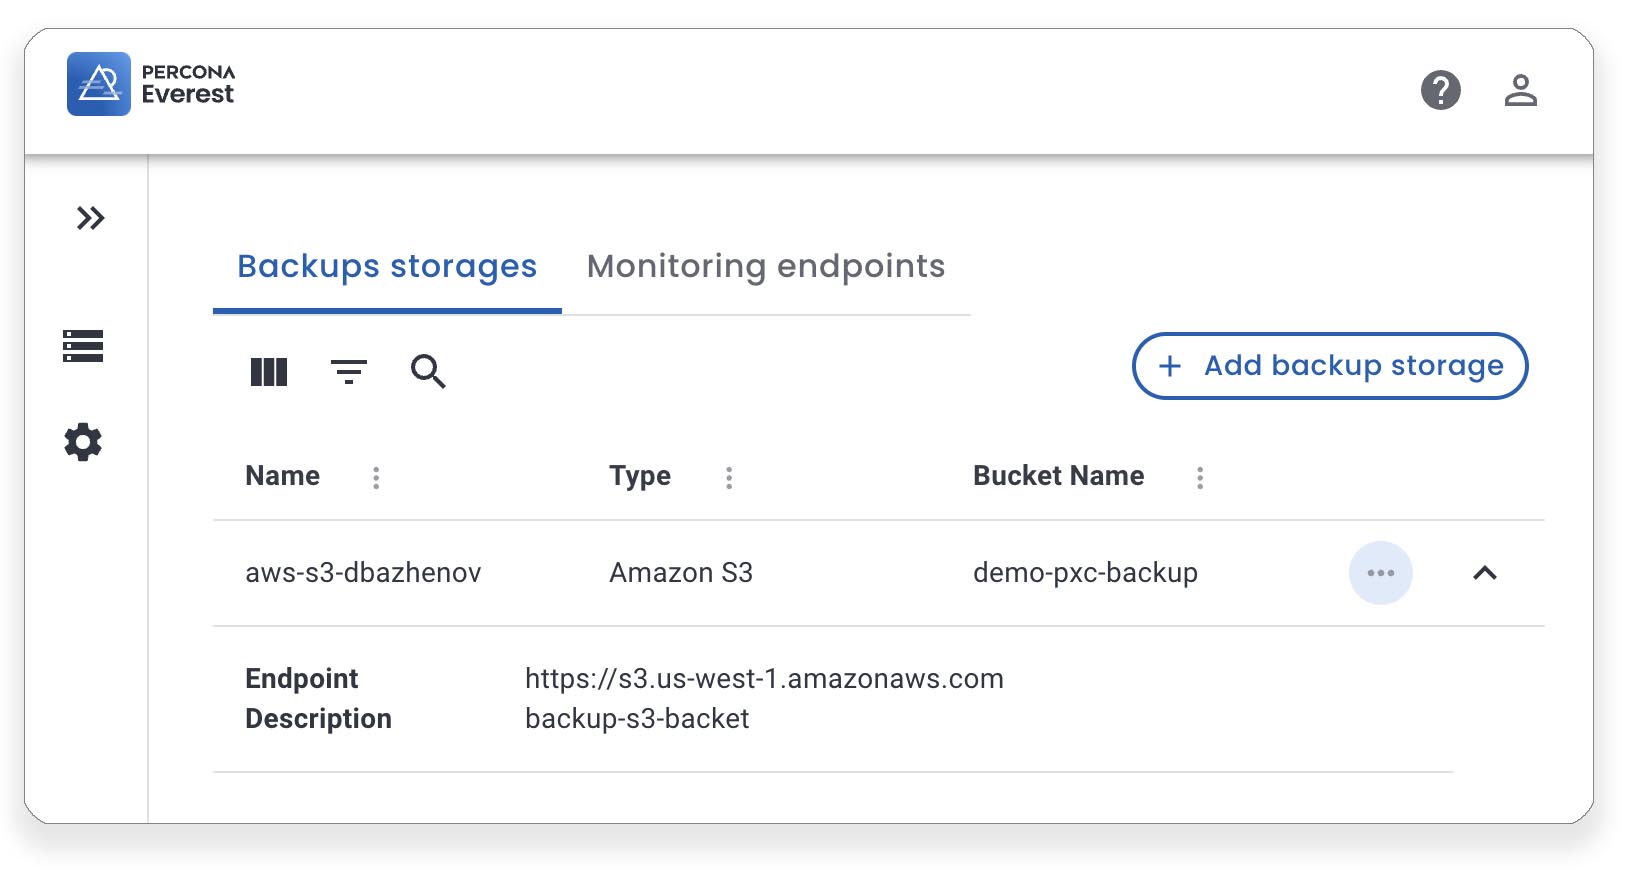 PERCONA
Everest
Backups storages Monitoring endpoints
+ Add backup storage
Name Type Bucket Name
aws-s3-dbazhenov Amazon S3 demo-pxc-backup
Endpoint https://s3.us-west-1.amazonaws.com
Description backup-s3-backet